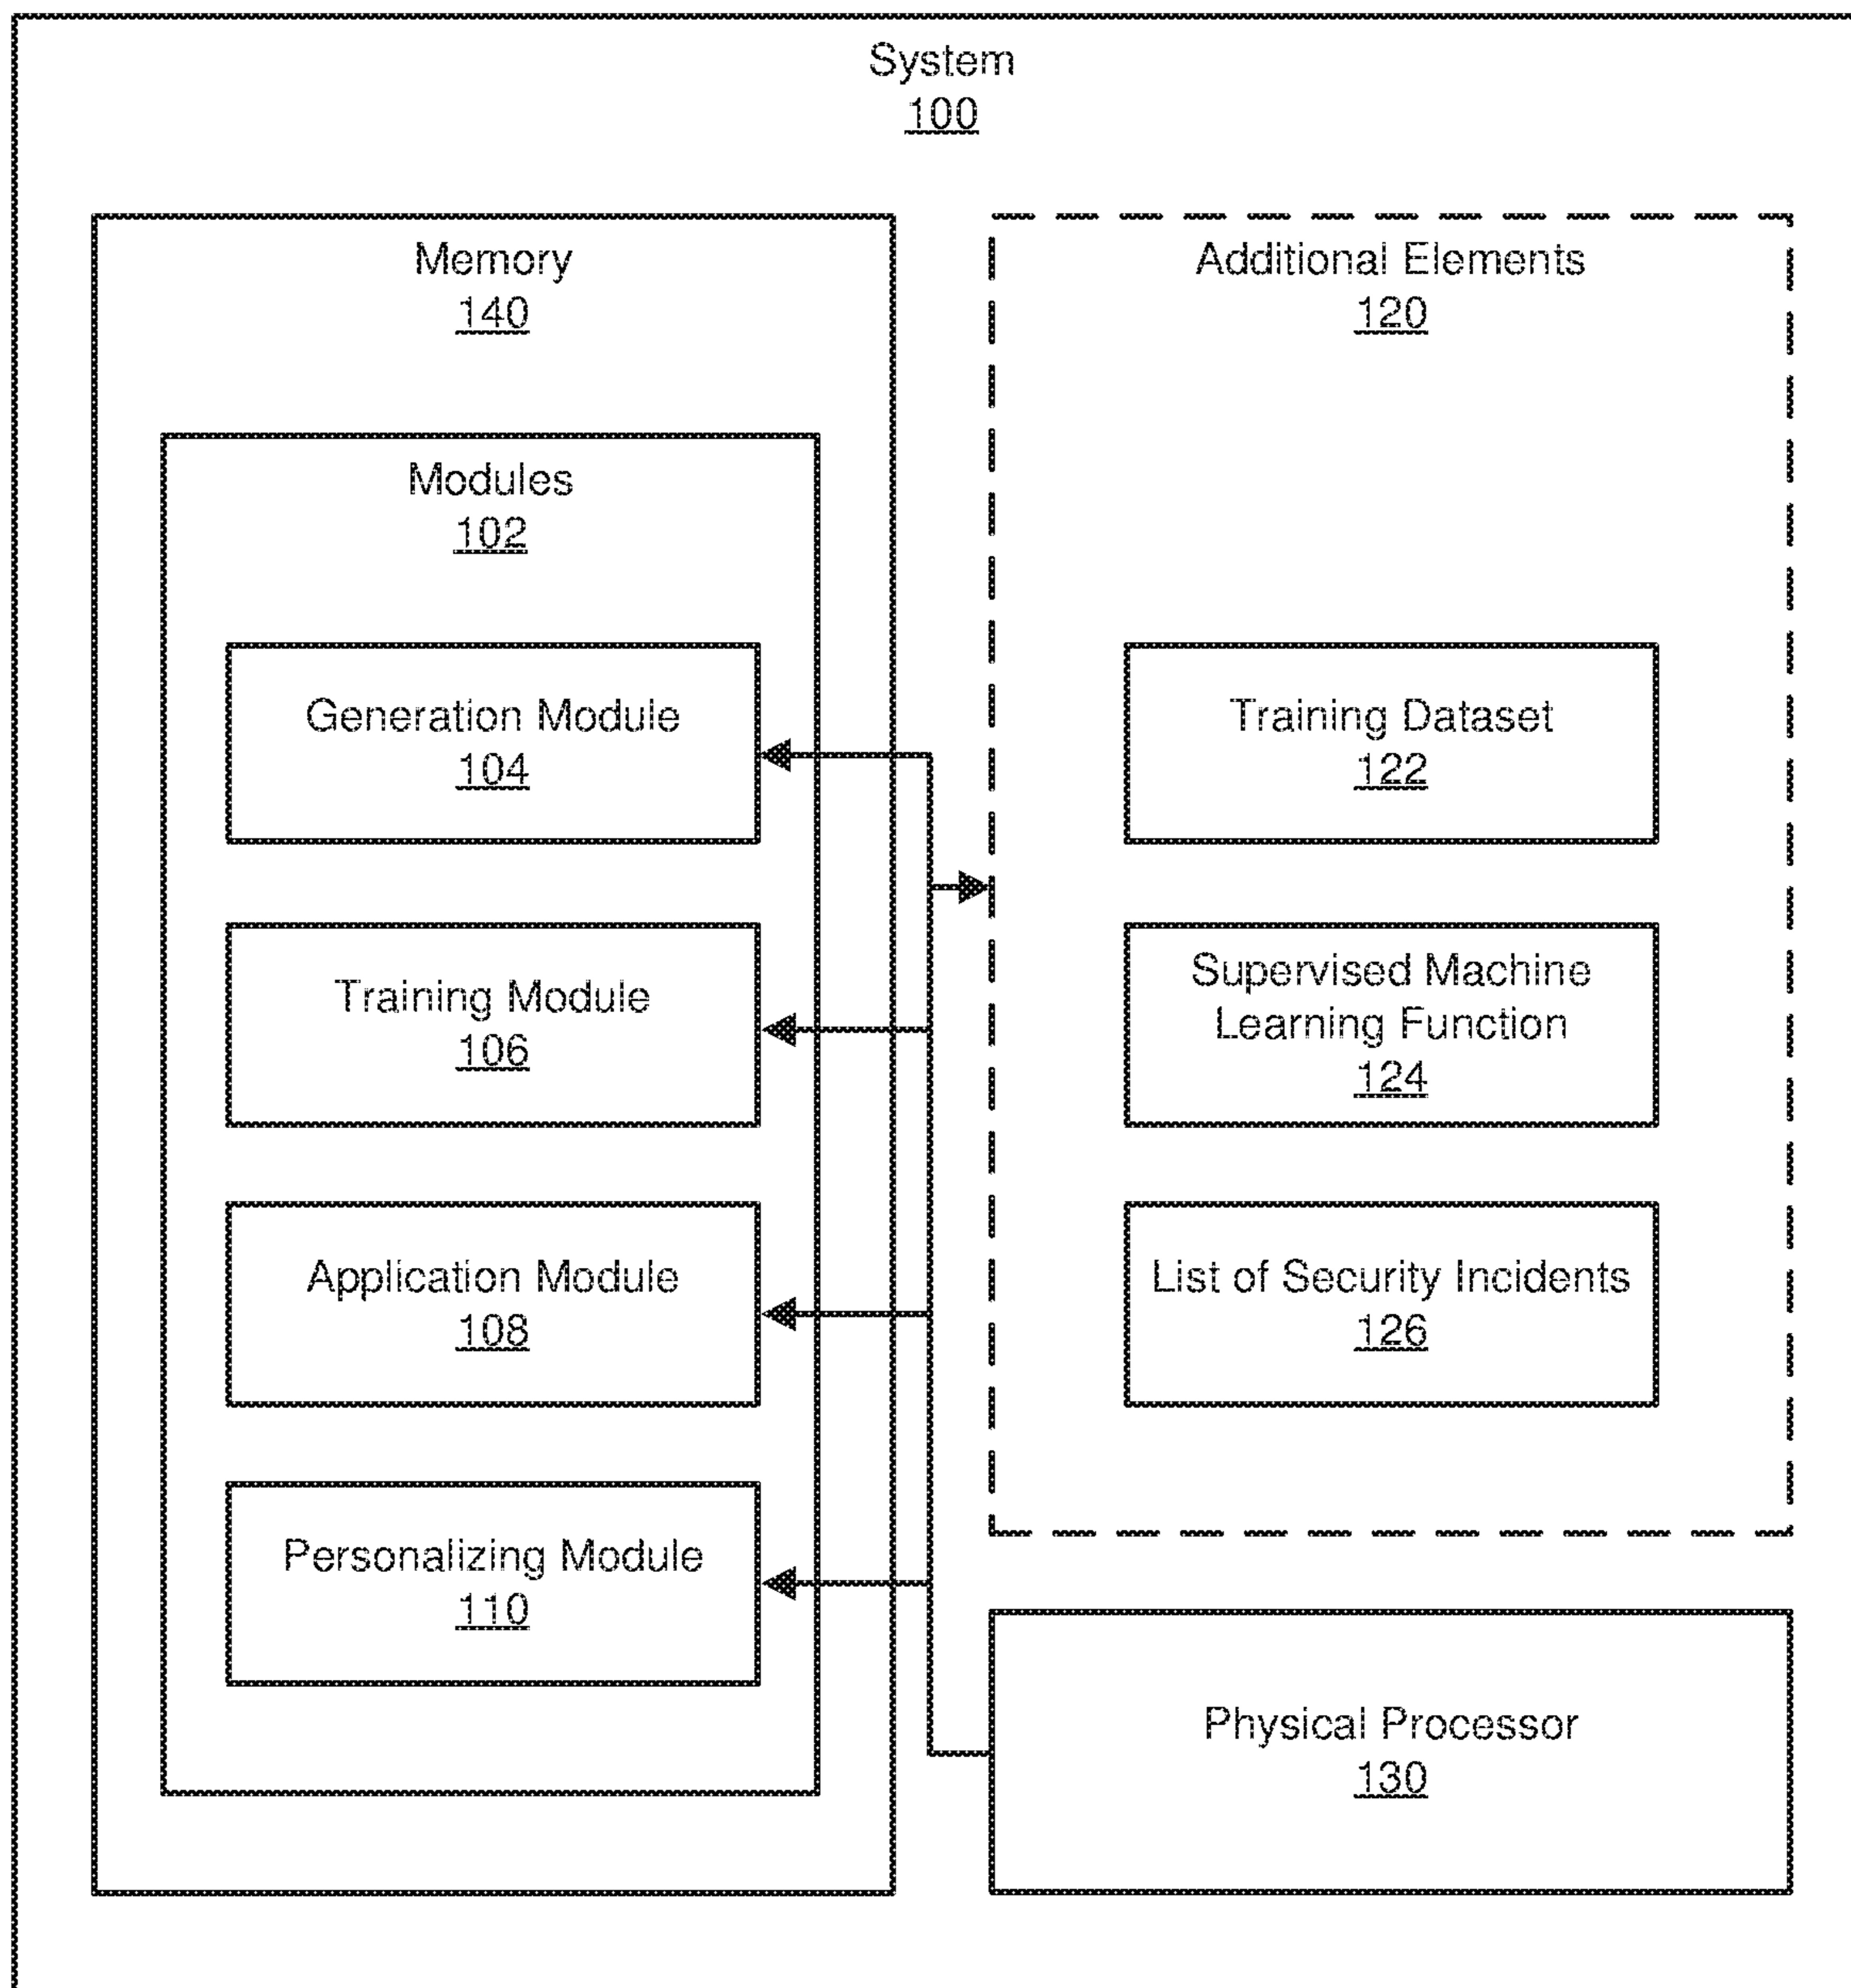 System
100
Memory
140
Modules
102
Generation Module
104
Training Module
106
Application Module
108
Personalizing Module
110
Additional Elements
120
Training Dataset
122
Supervised Machine
Learning Function
124
List of Security Incidents
126
Physical Processor
130